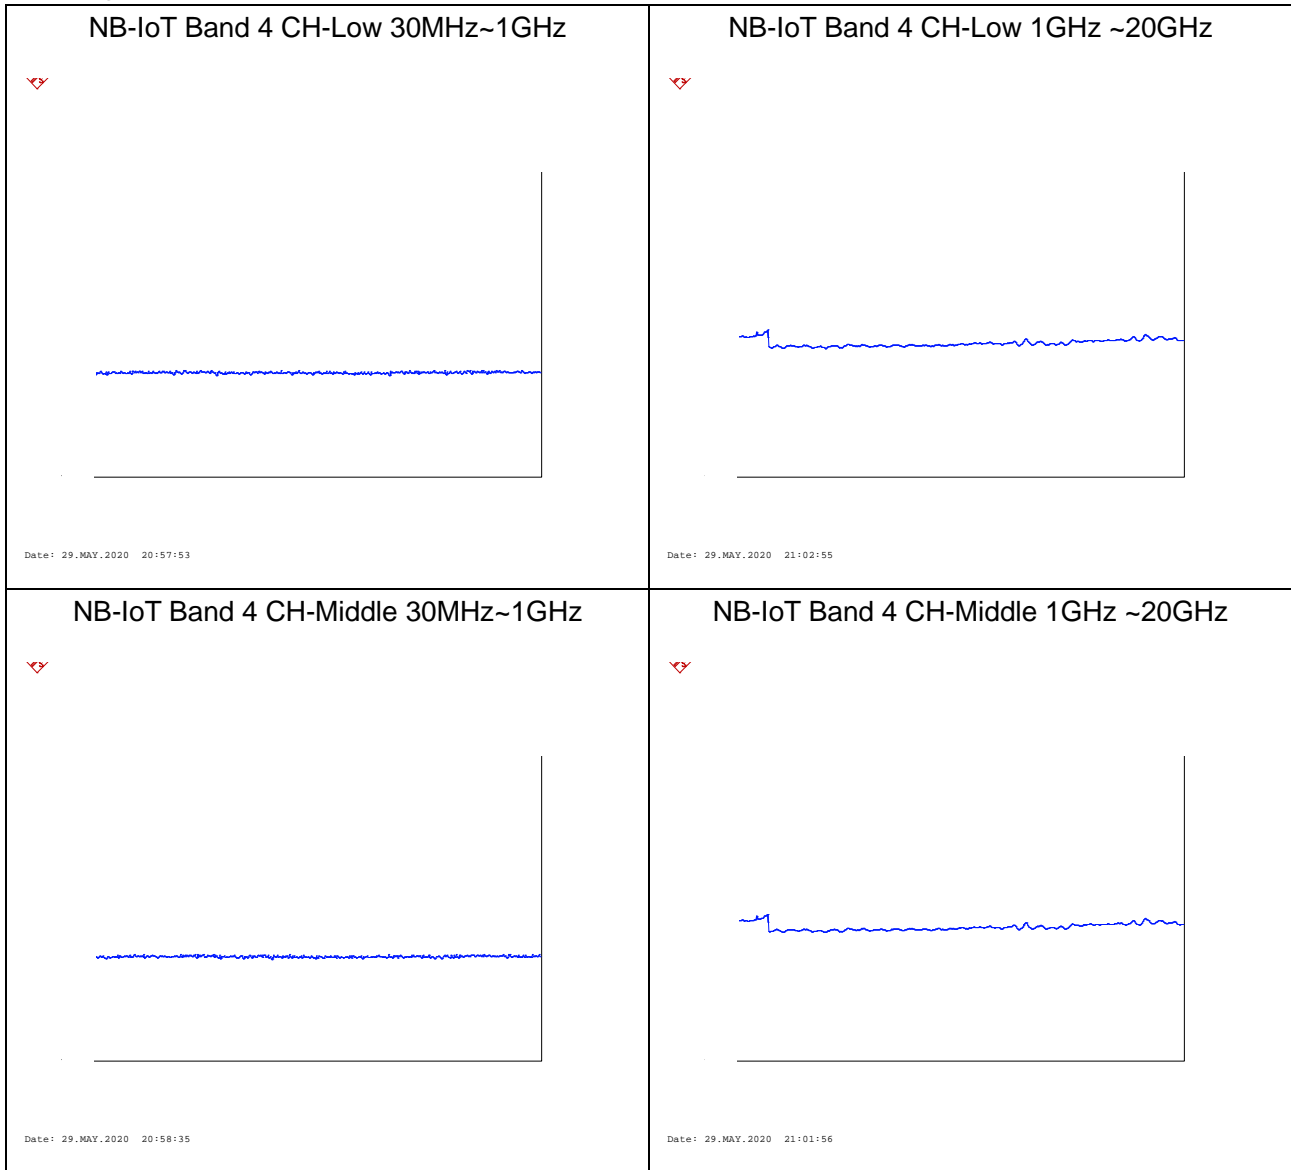 NB-IoT Band 4 CH-Low 30MHz~1GHz
NB-IoT Band 4 CH-Low 1GHz ~20GHz
Date: 29.MAY.2020 20:57:53
Date: 29.MAY.2020 21:02:55
NB-IoT Band 4 CH-Middle 30MHz~1GHz
NB-IoT Band 4 CH-Middle 1GHz ~20GHz
Date: 29.MAY.2020 20:58:35
Date: 29.MAY.2020 21:01:56